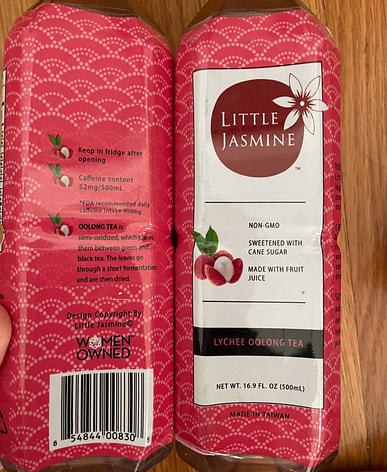 Keep in fridge after
opening
Caffeine content
52mg/500mL
*FDA recommended daily
caffeine intake 400mg
OOLONG TEA is
semi-oxidized, which places
them between green and
black tea. The leaves go
through a short fermentation
and are then dried.
Design Copyright By
Little Jasmine©
WOMEN
OWNED
8 54844 00830 8
LITTLE
JASMINE
TM
NON-GMO
SWEETENED WITH
CANE SUGAR
MADE WITH FRUIT
JUICE
LYCHEE OOLONG TEA
NET WT. 16.9 FL. OZ (500mL)
MADE IN TAIWAN